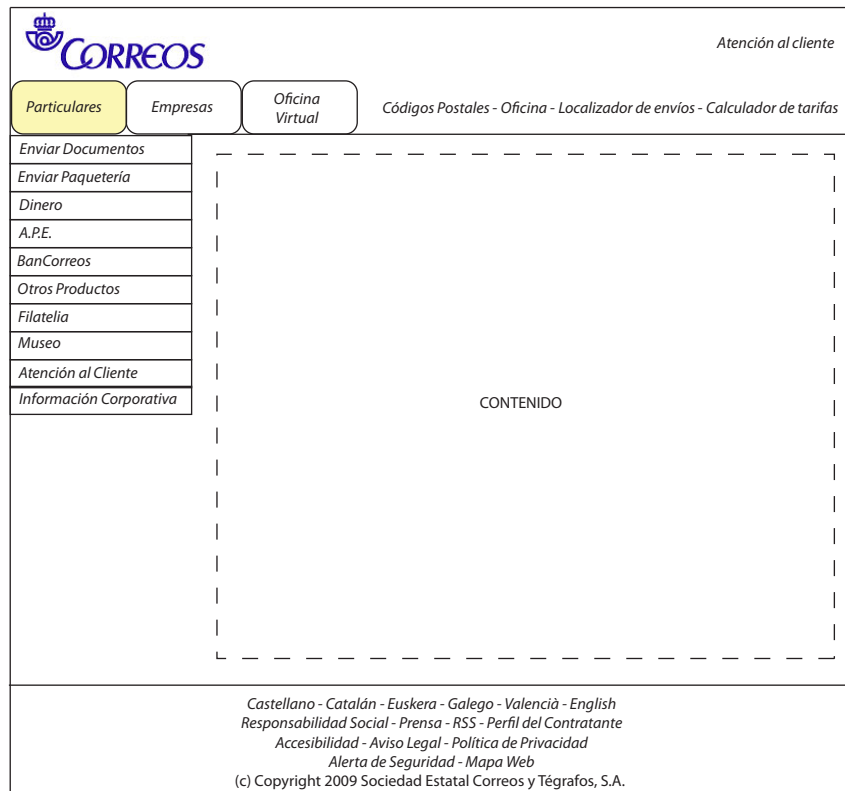 CORREOS
Atención al cliente
Particulares
Empresas
Oficina
Virtual
Códigos Postales - Oficina - Localizador de envíos - Calculador de tarifas
Enviar Documentos
Enviar Paquetería
Dinero
A.P.E.
BanCorreos
Otros Productos
Filatelia
Museo
Atención al Cliente
Información Corporativa
CONTENIDO
Castellano - Catalán - Euskera - Galego - Valencià - English
Responsabilidad Social - Prensa - RSS - Perfil del Contratante
Accesibilidad - Aviso Legal - Política de Privacidad
Alerta de Seguridad - Mapa Web
(c) Copyright 2009 Sociedad Estatal Correos y Tégrafos, S.A.